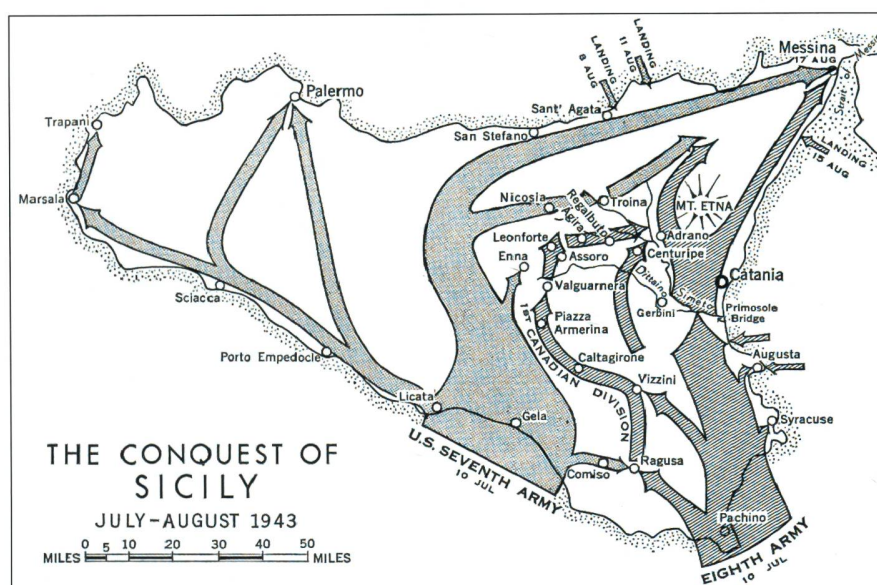 Messina
17 AUG
Strait of Messina
LANDING
8 AUG
LANDING
11 AUG
Palermo
Trapani
Sant' Agata
San Stefano
LANDING
15 AUG
Marsala
Nicosia
Regalbuto
Agira
Troina
MT. ETNA
Leonforte
Adrano
Enna
Assoro
Centuripe
Sciacca
Valguarnera
Dittaino
Catania
Gerbini
Simeto
Primosole
Bridge
Piazza
Armerina
Porto Empedocle
1ST CANADIAN DIVISION
Caltagirone
Augusta
Vizzini
Licata
Gela
Syracuse
U.S. SEVENTH ARMY
10 JUL
Comiso
Ragusa
Pachino
EIGHTH ARMY
10 JUL
THE CONQUEST OF
SICILY
JULY-AUGUST 1943
MILES 0 5 10 20 30 40 50 MILES